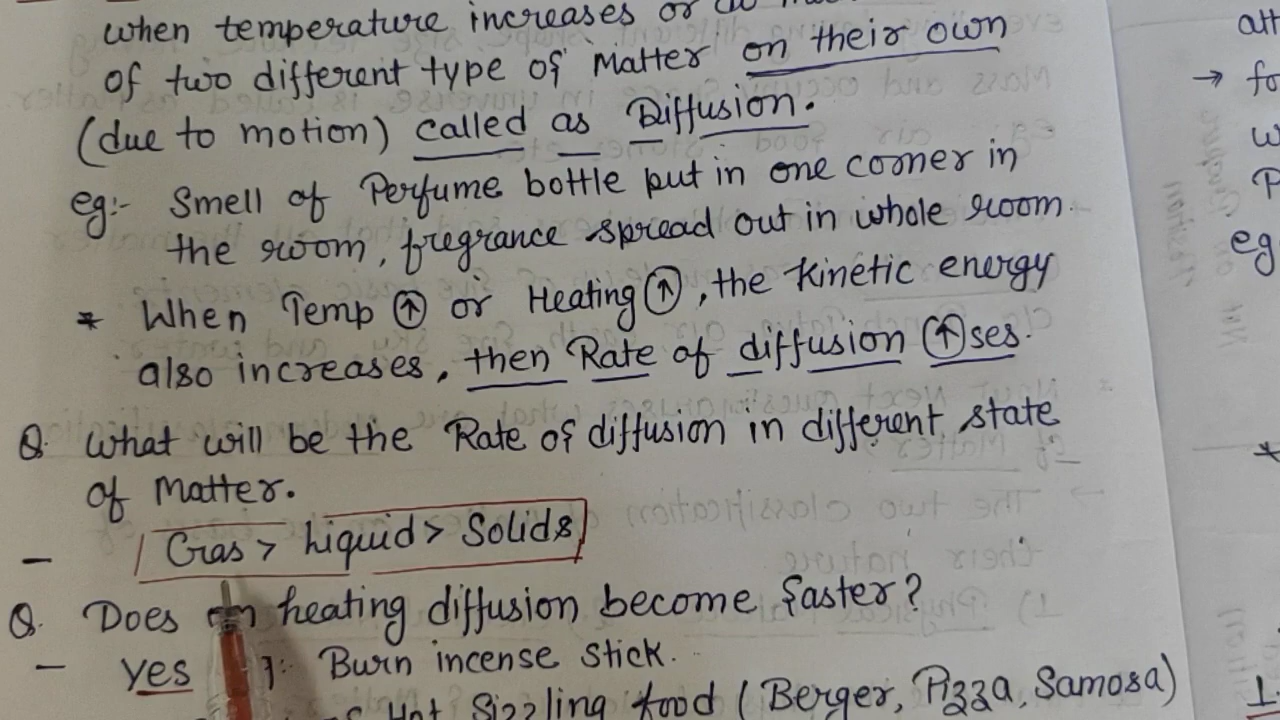 when temperature increases or
of two different type of Matter on their own
(due to motion) called as Diffusion.
eg:- Smell of Perfume bottle put in one corner in
the room, fregrance spread out in whole room.
* When Temp ↑ or Heating ↑, the kinetic energy
also increases, then Rate of diffusion ↑ses.
Q. What will be the Rate of diffusion in different state
of Matter.
- Gas > Liquid > Solids
Q. Does on heating diffusion become faster?
- Yes Burn incense stick.
Hot Sizzling food (Berger, Pizza, Samosa)
→ fo
eg